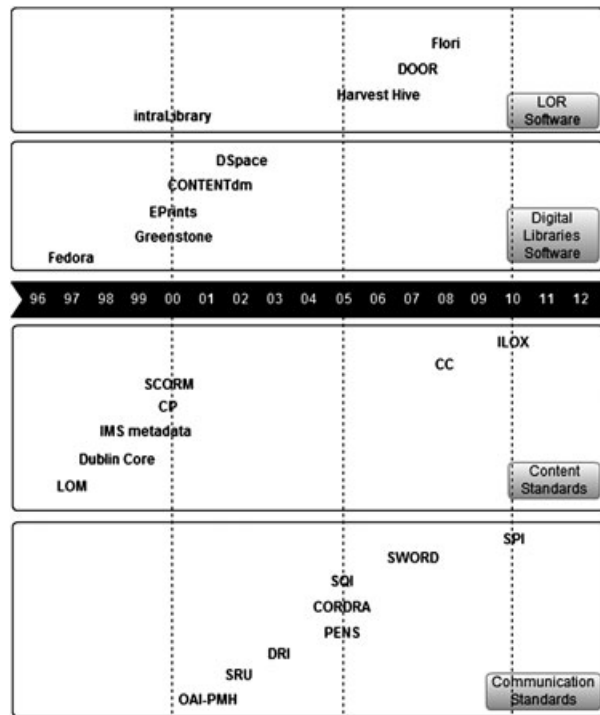 Flori
DOOR
Harvest Hive
intraLibrary
LOR
Software
DSpace
CONTENTdm
EPrints
Greenstone
Fedora
Digital
Libraries
Software
96 97 98 99 00 01 02 03 04 05 06 07 08 09 10 11 12
ILOX
CC
SCORM
CP
IMS metadata
Dublin Core
LOM
Content
Standards
SPI
SWORD
SQI
CORDRA
PENS
DRI
SRU
OAI-PMH
Communication
Standards